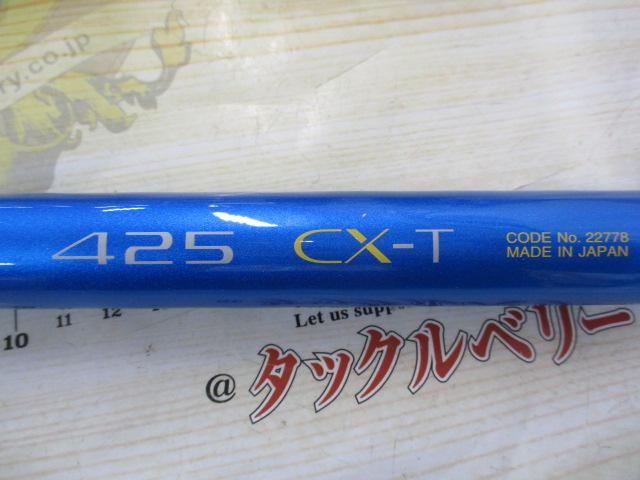 ry.co.jp
425 CX-T
CODE No. 22778
MADE IN JAPAN
10 11 12
Let us suppo
@タックルベリー